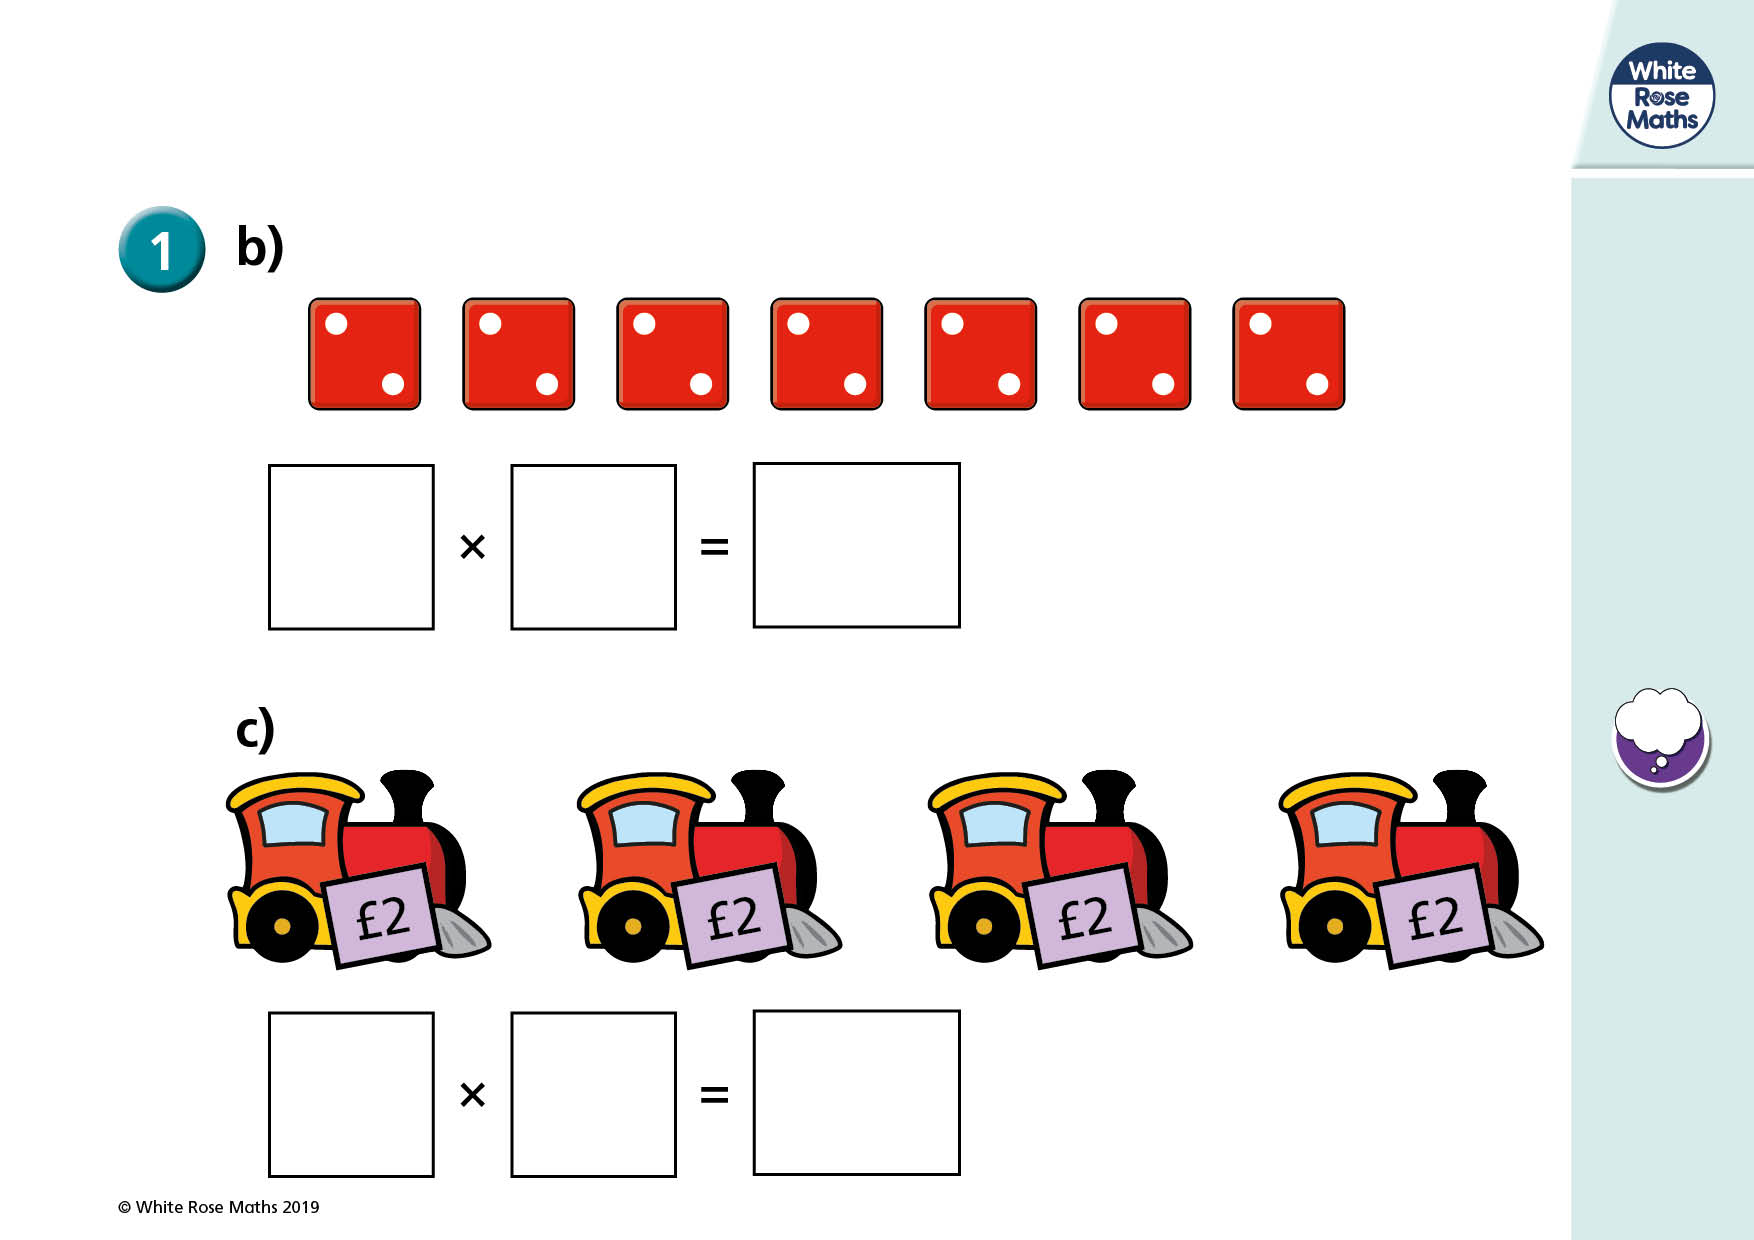 White
Rose
Maths
1 b)
× =
c)
£2 £2 £2 £2
× =
© White Rose Maths 2019